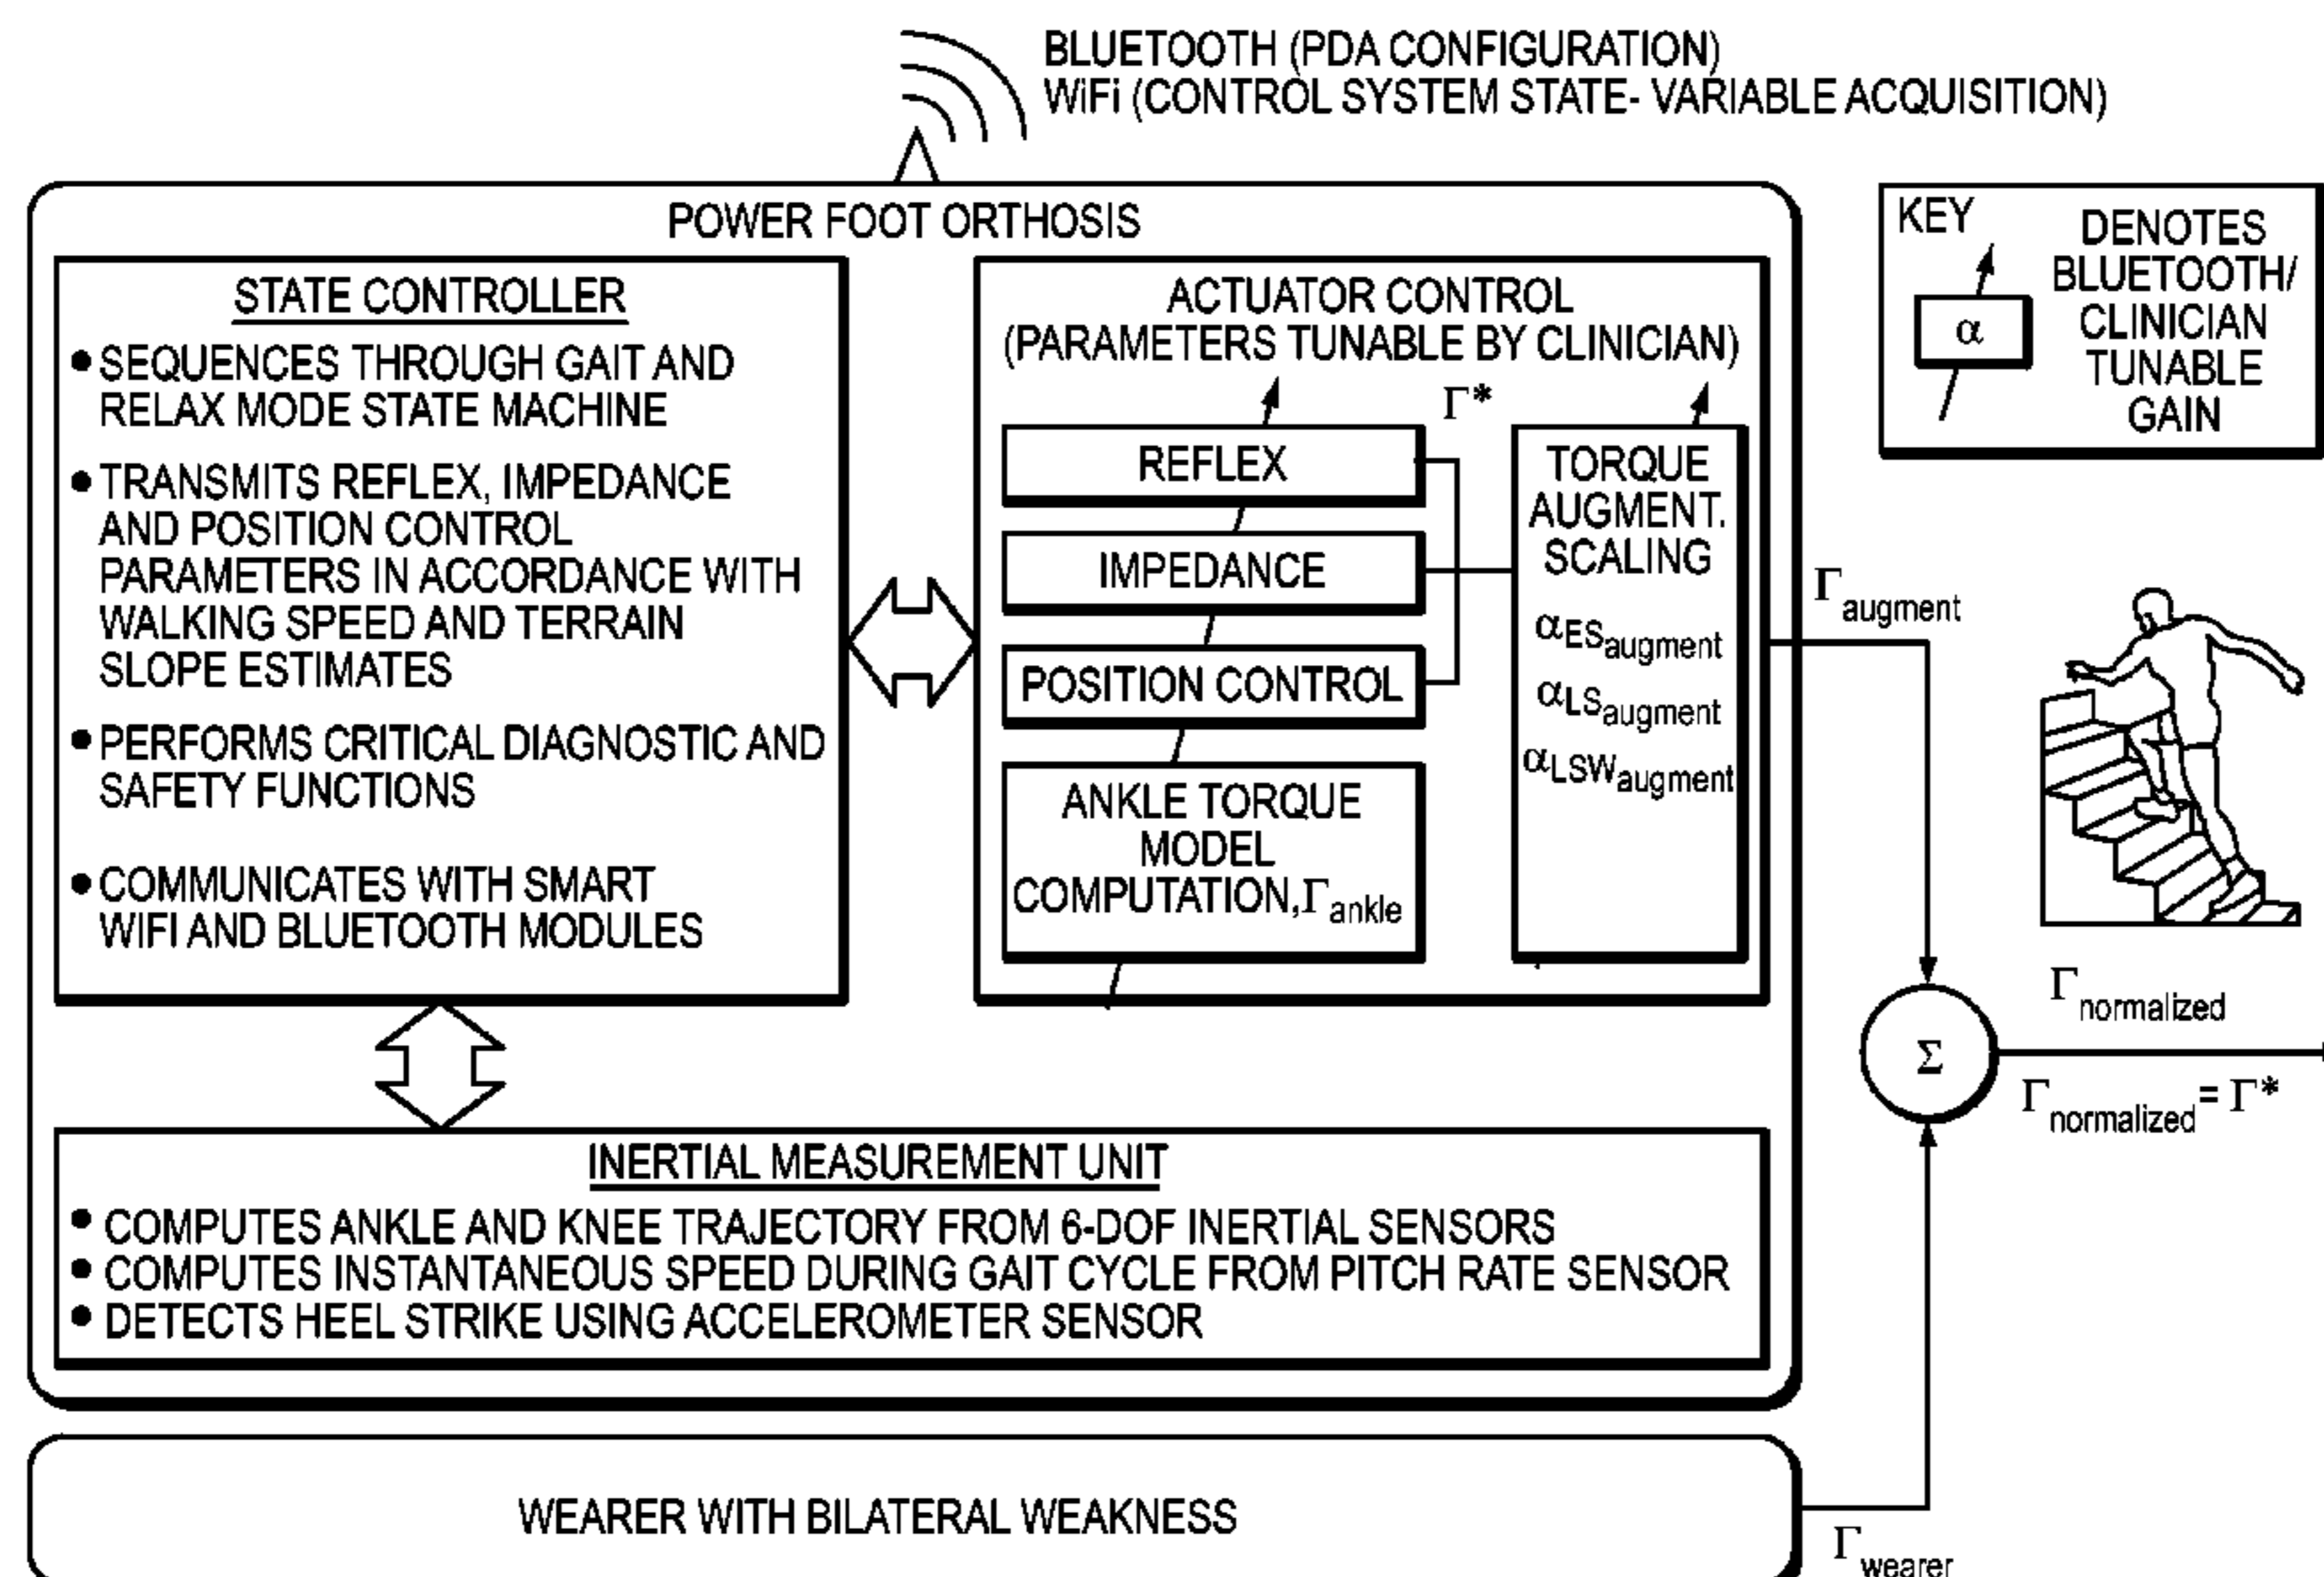 BLUETOOTH (PDA CONFIGURATION)
WiFi (CONTROL SYSTEM STATE- VARIABLE ACQUISITION)
POWER FOOT ORTHOSIS
STATE CONTROLLER
• SEQUENCES THROUGH GAIT AND
RELAX MODE STATE MACHINE
• TRANSMITS REFLEX, IMPEDANCE
AND POSITION CONTROL
PARAMETERS IN ACCORDANCE WITH
WALKING SPEED AND TERRAIN
SLOPE ESTIMATES
• PERFORMS CRITICAL DIAGNOSTIC AND
SAFETY FUNCTIONS
• COMMUNICATES WITH SMART
WIFI AND BLUETOOTH MODULES
ACTUATOR CONTROL
(PARAMETERS TUNABLE BY CLINICIAN)
Γ*
REFLEX
IMPEDANCE
POSITION CONTROL
ANKLE TORQUE
MODEL
COMPUTATION,Γankle
TORQUE
AUGMENT.
SCALING
αESaugment
αLSaugment
αLSWaugment
KEY
α
DENOTES
BLUETOOTH/
CLINICIAN
TUNABLE
GAIN
Γaugment
Γnormalized
Σ
Γnormalized = Γ*
INERTIAL MEASUREMENT UNIT
• COMPUTES ANKLE AND KNEE TRAJECTORY FROM 6-DOF INERTIAL SENSORS
• COMPUTES INSTANTANEOUS SPEED DURING GAIT CYCLE FROM PITCH RATE SENSOR
• DETECTS HEEL STRIKE USING ACCELEROMETER SENSOR
WEARER WITH BILATERAL WEAKNESS
Γwearer